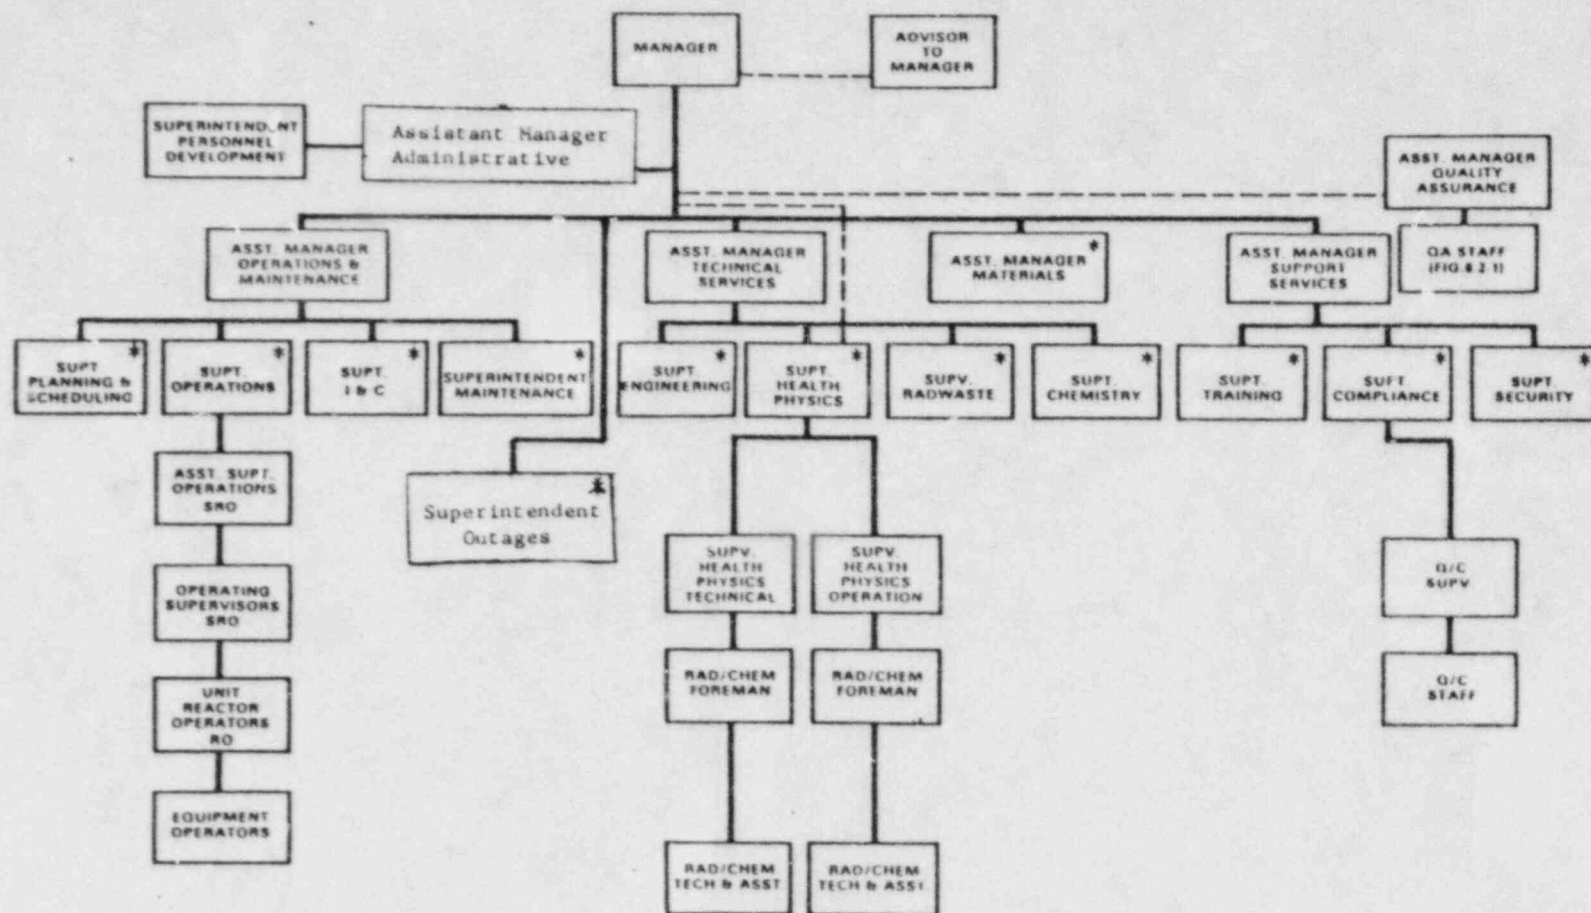 MANAGER
ADVISOR
TO
MANAGER
SUPERINTENDENT
PERSONNEL
DEVELOPMENT
Assistant Manager
Administrative
ASST. MANAGER
QUALITY
ASSURANCE
ASST. MANAGER
OPERATIONS &
MAINTENANCE
ASST. MANAGER
TECHNICAL
SERVICES
ASST. MANAGER *
MATERIALS
ASST. MANAGER
SUPPORT
SERVICES
QA STAFF
(FIG. 6.2-1)
SUPT *
PLANNING &
SCHEDULING
SUPT. *
OPERATIONS
SUPT. *
I & C
*
SUPERINTENDENT
MAINTENANCE
SUPT *
ENGINEERING
SUPT. *
HEALTH
PHYSICS
SUPV. *
RADWASTE
SUPT. *
CHEMISTRY
SUPT. *
TRAINING
SUPT *
COMPLIANCE
SUPT. *
SECURITY
ASST. SUPT.
OPERATIONS
SRO
*
Superintendent
Outages
OPERATING
SUPERVISORS
SRO
SUPV.
HEALTH
PHYSICS
TECHNICAL
SUPV.
HEALTH
PHYSICS
OPERATION
Q/C
SUPV
UNIT
REACTOR
OPERATORS
RO
RAD/CHEM
FOREMAN
RAD/CHEM
FOREMAN
Q/C
STAFF
EQUIPMENT
OPERATORS
RAD/CHEM
TECH & ASST
RAD/CHEM
TECH & ASST.